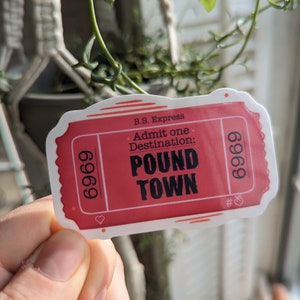 B.S. Express
Admit one
Destination:
POUND
TOWN
6969
6969
#